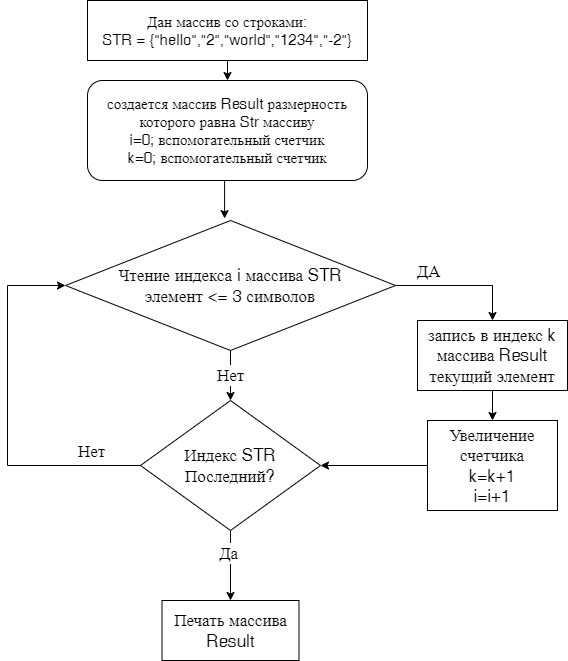 Дан массив со строками:
STR = {"hello","2","world","1234","-2"}
создается массив Result размерность
которого равна Str массиву
i=0; вспомогательный счетчик
k=0; вспомогательный счетчик
Чтение индекса i массива STR
элемент <= 3 символов
ДА
запись в индекс k
массива Result
текущий элемент
Нет
Увеличение
счетчика
k=k+1
i=i+1
Индекс STR
Последний?
Нет
Да
Печать массива
Result